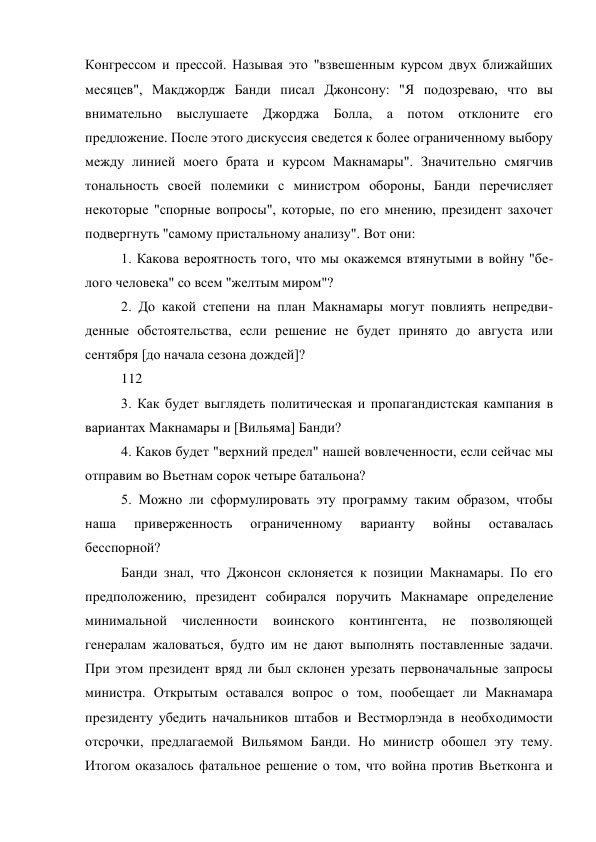 Конгрессом и прессой. Называя это "взвешенным курсом двух ближайших
месяцев", Макджордж Банди писал Джонсону: "Я подозреваю, что вы
внимательно выслушаете Джорджа Болла, а потом отклоните его
предложение. После этого дискуссия сведется к более ограниченному выбору
между линией моего брата и курсом Макнамары". Значительно смягчив
тональность своей полемики с министром обороны, Банди перечисляет
некоторые "спорные вопросы", которые, по его мнению, президент захочет
подвергнуть "самому пристальному анализу". Вот они:
1. Какова вероятность того, что мы окажемся втянутыми в войну "бе-
лого человека" со всем "желтым миром"?
2. До какой степени на план Макнамары могут повлиять непредви-
денные обстоятельства, если решение не будет принято до августа или
сентября [до начала сезона дождей]?
112
3. Как будет выглядеть политическая и пропагандистская кампания в
вариантах Макнамары и [Вильяма] Банди?
4. Каков будет "верхний предел" нашей вовлеченности, если сейчас мы
отправим во Вьетнам сорок четыре батальона?
5. Можно ли сформулировать эту программу таким образом, чтобы
наша приверженность ограниченному варианту войны оставалась
бесспорной?
Банди знал, что Джонсон склоняется к позиции Макнамары. По его
предположению, президент собирался поручить Макнамаре определение
минимальной численности воинского контингента, не позволяющей
генералам жаловаться, будто им не дают выполнять поставленные задачи.
При этом президент вряд ли был склонен урезать первоначальные запросы
министра. Открытым оставался вопрос о том, пообещает ли Макнамара
президенту убедить начальников штабов и Вестморлэнда в необходимости
отсрочки, предлагаемой Вильямом Банди. Но министр обошел эту тему.
Итогом оказалось фатальное решение о том, что война против Вьетконга и